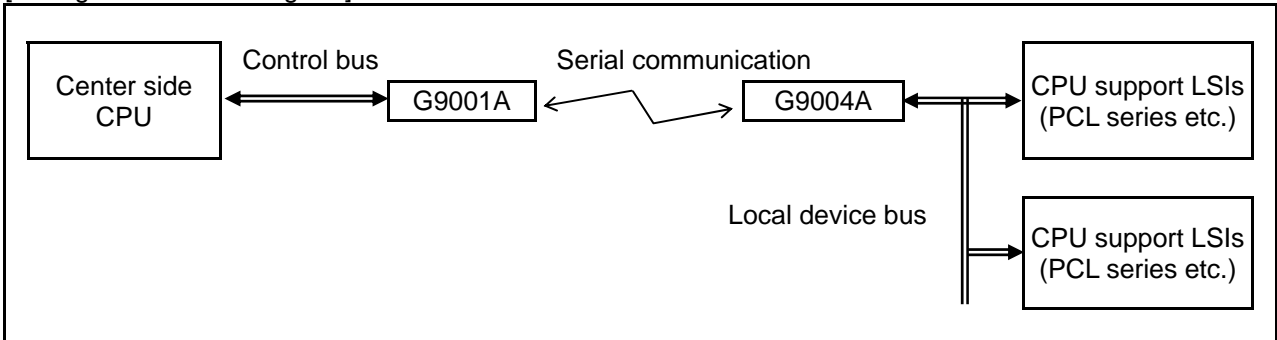 Center side
CPU
Control bus
G9001A
Serial communication
G9004A
CPU support LSIs
(PCL series etc.)
Local device bus
CPU support LSIs
(PCL series etc.)